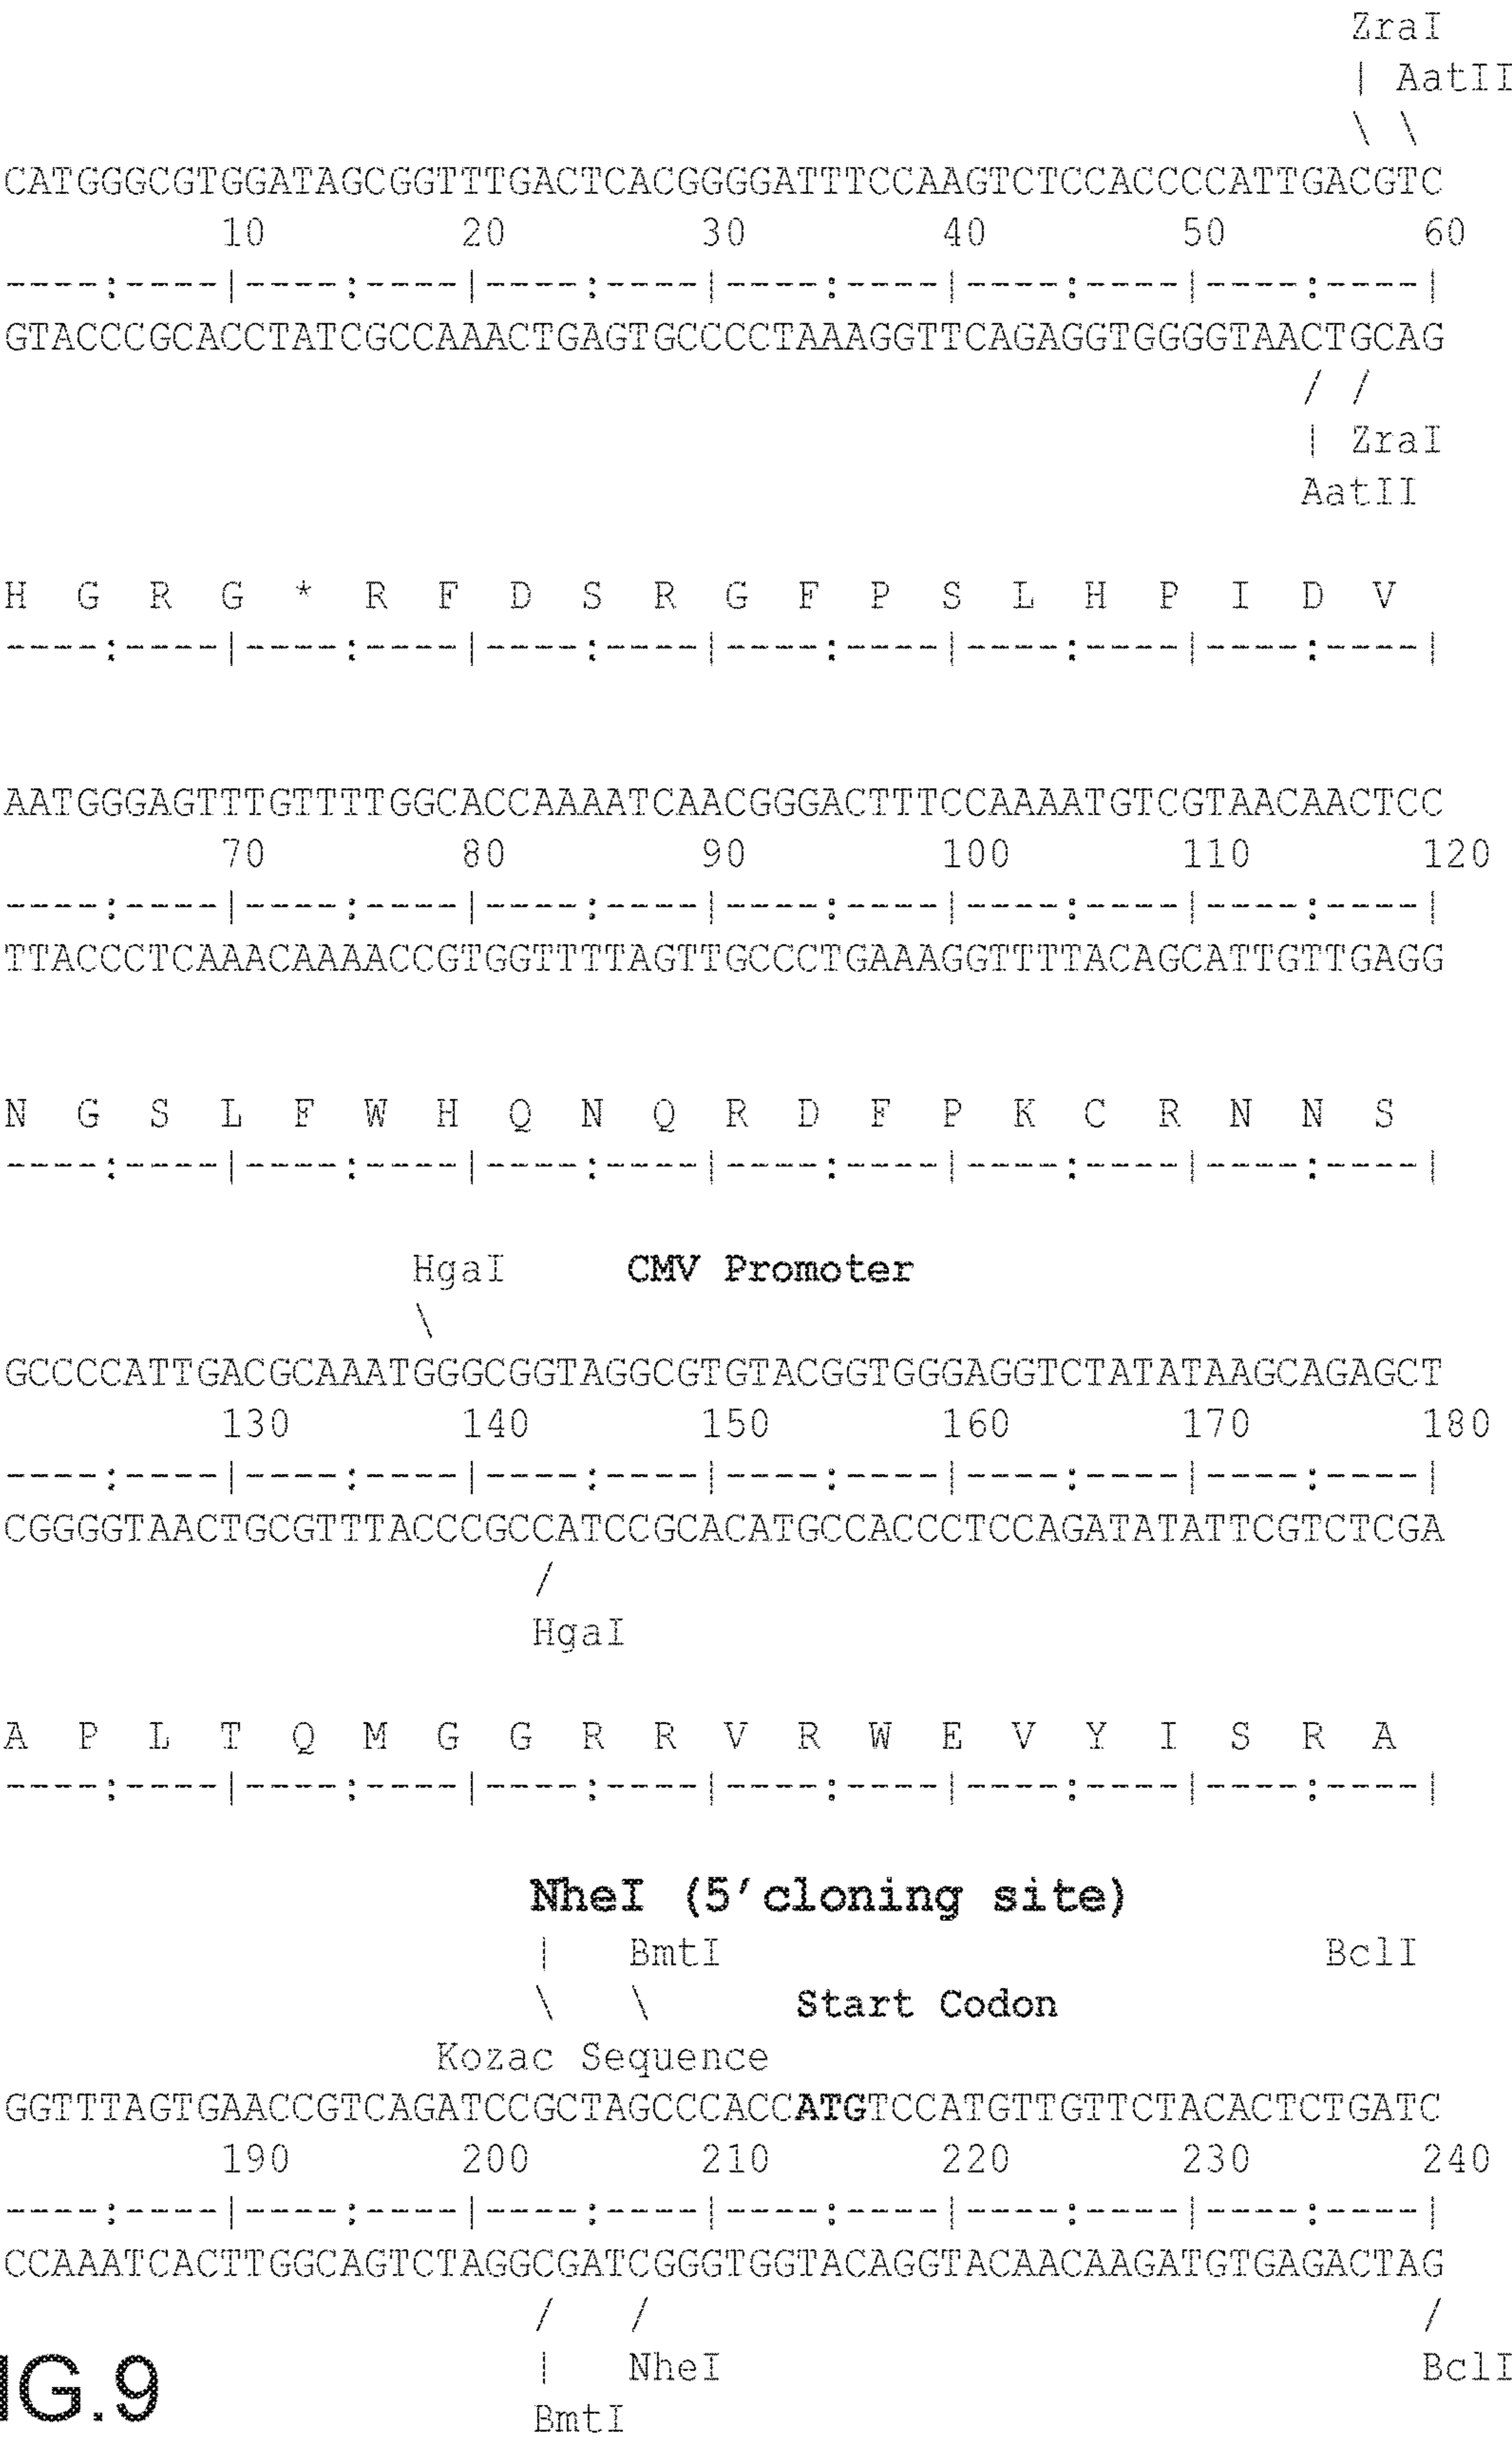 ZraI
| AatII
\ \
CATGGGCGTGGATAGCGGTTTGACTCACGGGGATTTCCAAGTCTCCACCCCATTGACGTC
10 20 30 40 50 60
----:----|----:----|----:----|----:----|----:----|----:----|
GTACCCGCACCTATCGCCAAACTGAGTGCCCCTAAAGGTTCAGAGGTGGGGTAACTGCAG
/ /
| ZraI
AatII
H G R G * R F D S R G F P S L H P I D V
----:----|----:----|----:----|----:----|----:----|----:----|
AATGGGAGTTTGTTTTGGCACCAAAATCAACGGGACTTTCCAAAATGTCGTAACAACTCC
70 80 90 100 110 120
----:----|----:----|----:----|----:----|----:----|----:----|
TTACCCTCAAACAAAACCGTGGTTTTAGTTGCCCTGAAAGGTTTTACAGCATTGTTGAGG
N G S L F W H Q N Q R D F P K C R N N S
----:----|----:----|----:----|----:----|----:----|----:----|
HgaI CMV Promoter
\
GCCCCATTGACGCAAATGGGCGGTAGGCGTGTACGGTGGGAGGTCTATATAAGCAGAGCT
130 140 150 160 170 180
----:----|----:----|----:----|----:----|----:----|----:----|
CGGGGTAACTGCGTTTACCCGCCATCCGCACATGCCACCCTCCAGATATATTCGTCTCGA
/
HgaI
A P L T Q M G G R R V R W E V Y I S R A
----:----|----:----|----:----|----:----|----:----|----:----|
NheI (5'cloning site)
| BmtI BclI
\ \ Start Codon
Kozac Sequence
GGTTTAGTGAACCGTCAGATCCGCTAGCCCACCATGTCCATGTTGTTCTACACTCTGATC
190 200 210 220 230 240
----:----|----:----|----:----|----:----|----:----|----:----|
CCAAATCACTTGGCAGTCTAGGCGATCGGGTGGTACAGGTACAACAAGATGTGAGACTAG
/ / /
| NheI BclI
BmtI
IG.9